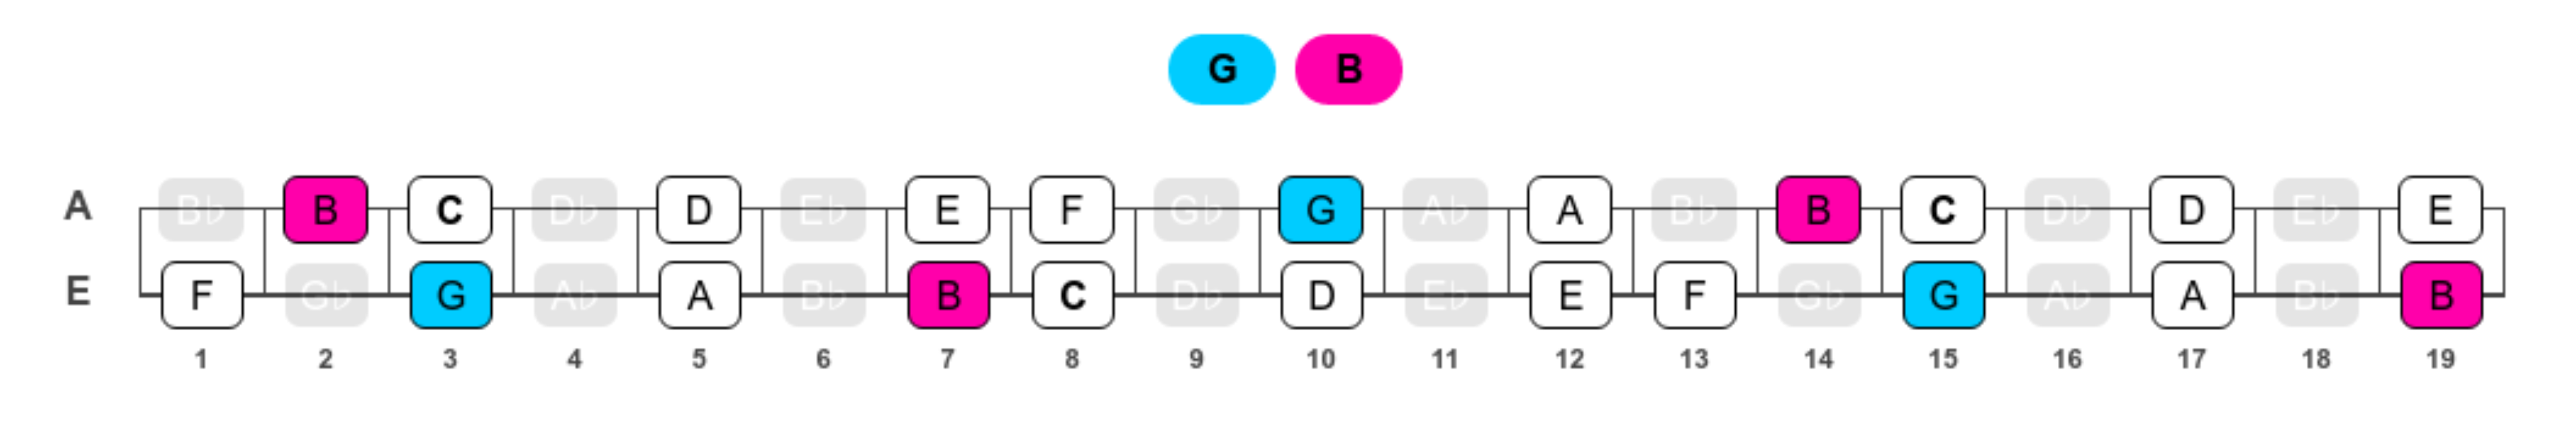 G B
A B♭ B C D♭ D E♭ E F G♭ G A♭ A B♭ B C D♭ D E♭ E
E F G♭ G A♭ A B♭ B C D♭ D E♭ E F G♭ G A♭ A B♭ B
1 2 3 4 5 6 7 8 9 10 11 12 13 14 15 16 17 18 19